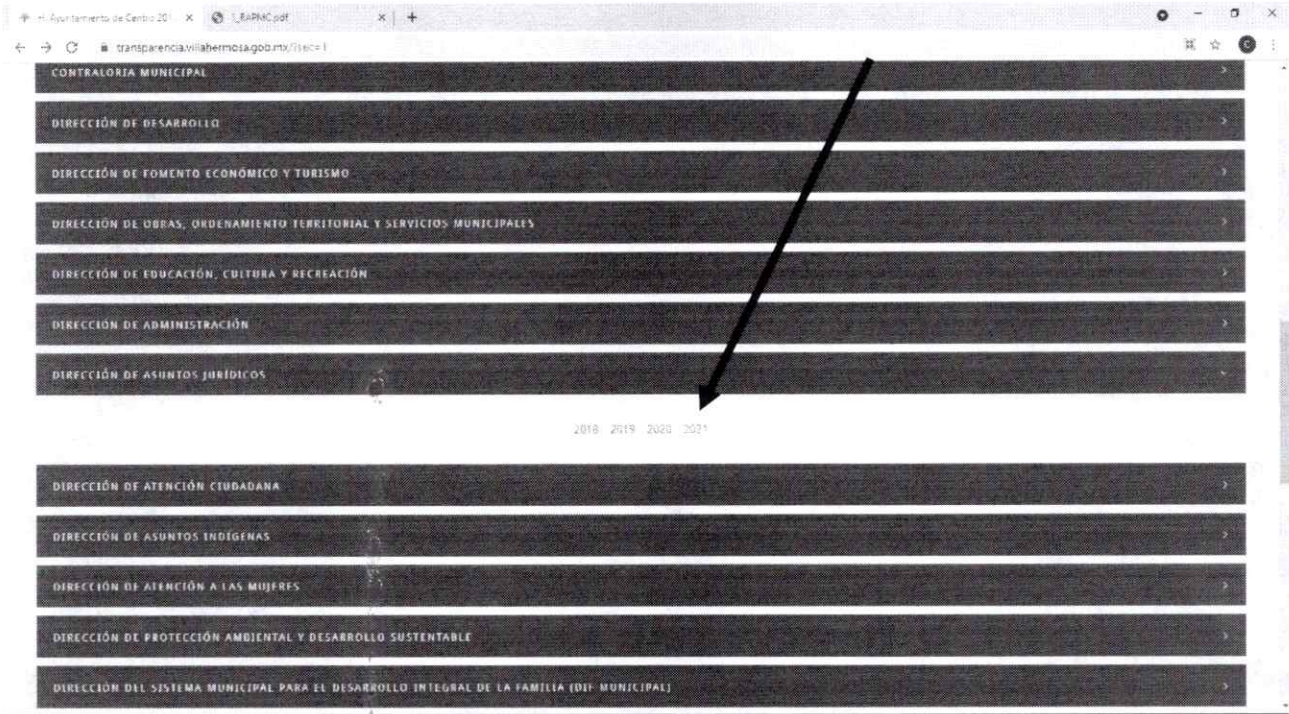 H. Ayuntamiento de Centro 201
1_RAPMC.pdf
transparencia.villahermosa.gob.mx/?sec=1
CONTRALORIA MUNICIPAL
DIRECCIÓN DE DESARROLLO
DIRECCIÓN DE FOMENTO ECONÓMICO Y TURISMO
DIRECCIÓN DE OBRAS, ORDENAMIENTO TERRITORIAL Y SERVICIOS MUNICIPALES
DIRECCIÓN DE EDUCACIÓN, CULTURA Y RECREACIÓN
DIRECCIÓN DE ADMINISTRACIÓN
DIRECCIÓN DE ASUNTOS JURÍDICOS
2018 2019 2020 2021
DIRECCIÓN DE ATENCIÓN CIUDADANA
DIRECCIÓN DE ASUNTOS INDÍGENAS
DIRECCIÓN DE ATENCIÓN A LAS MUJERES
DIRECCIÓN DE PROTECCIÓN AMBIENTAL Y DESARROLLO SUSTENTABLE
DIRECCIÓN DEL SISTEMA MUNICIPAL PARA EL DESARROLLO INTEGRAL DE LA FAMILIA (DIF MUNICIPAL)